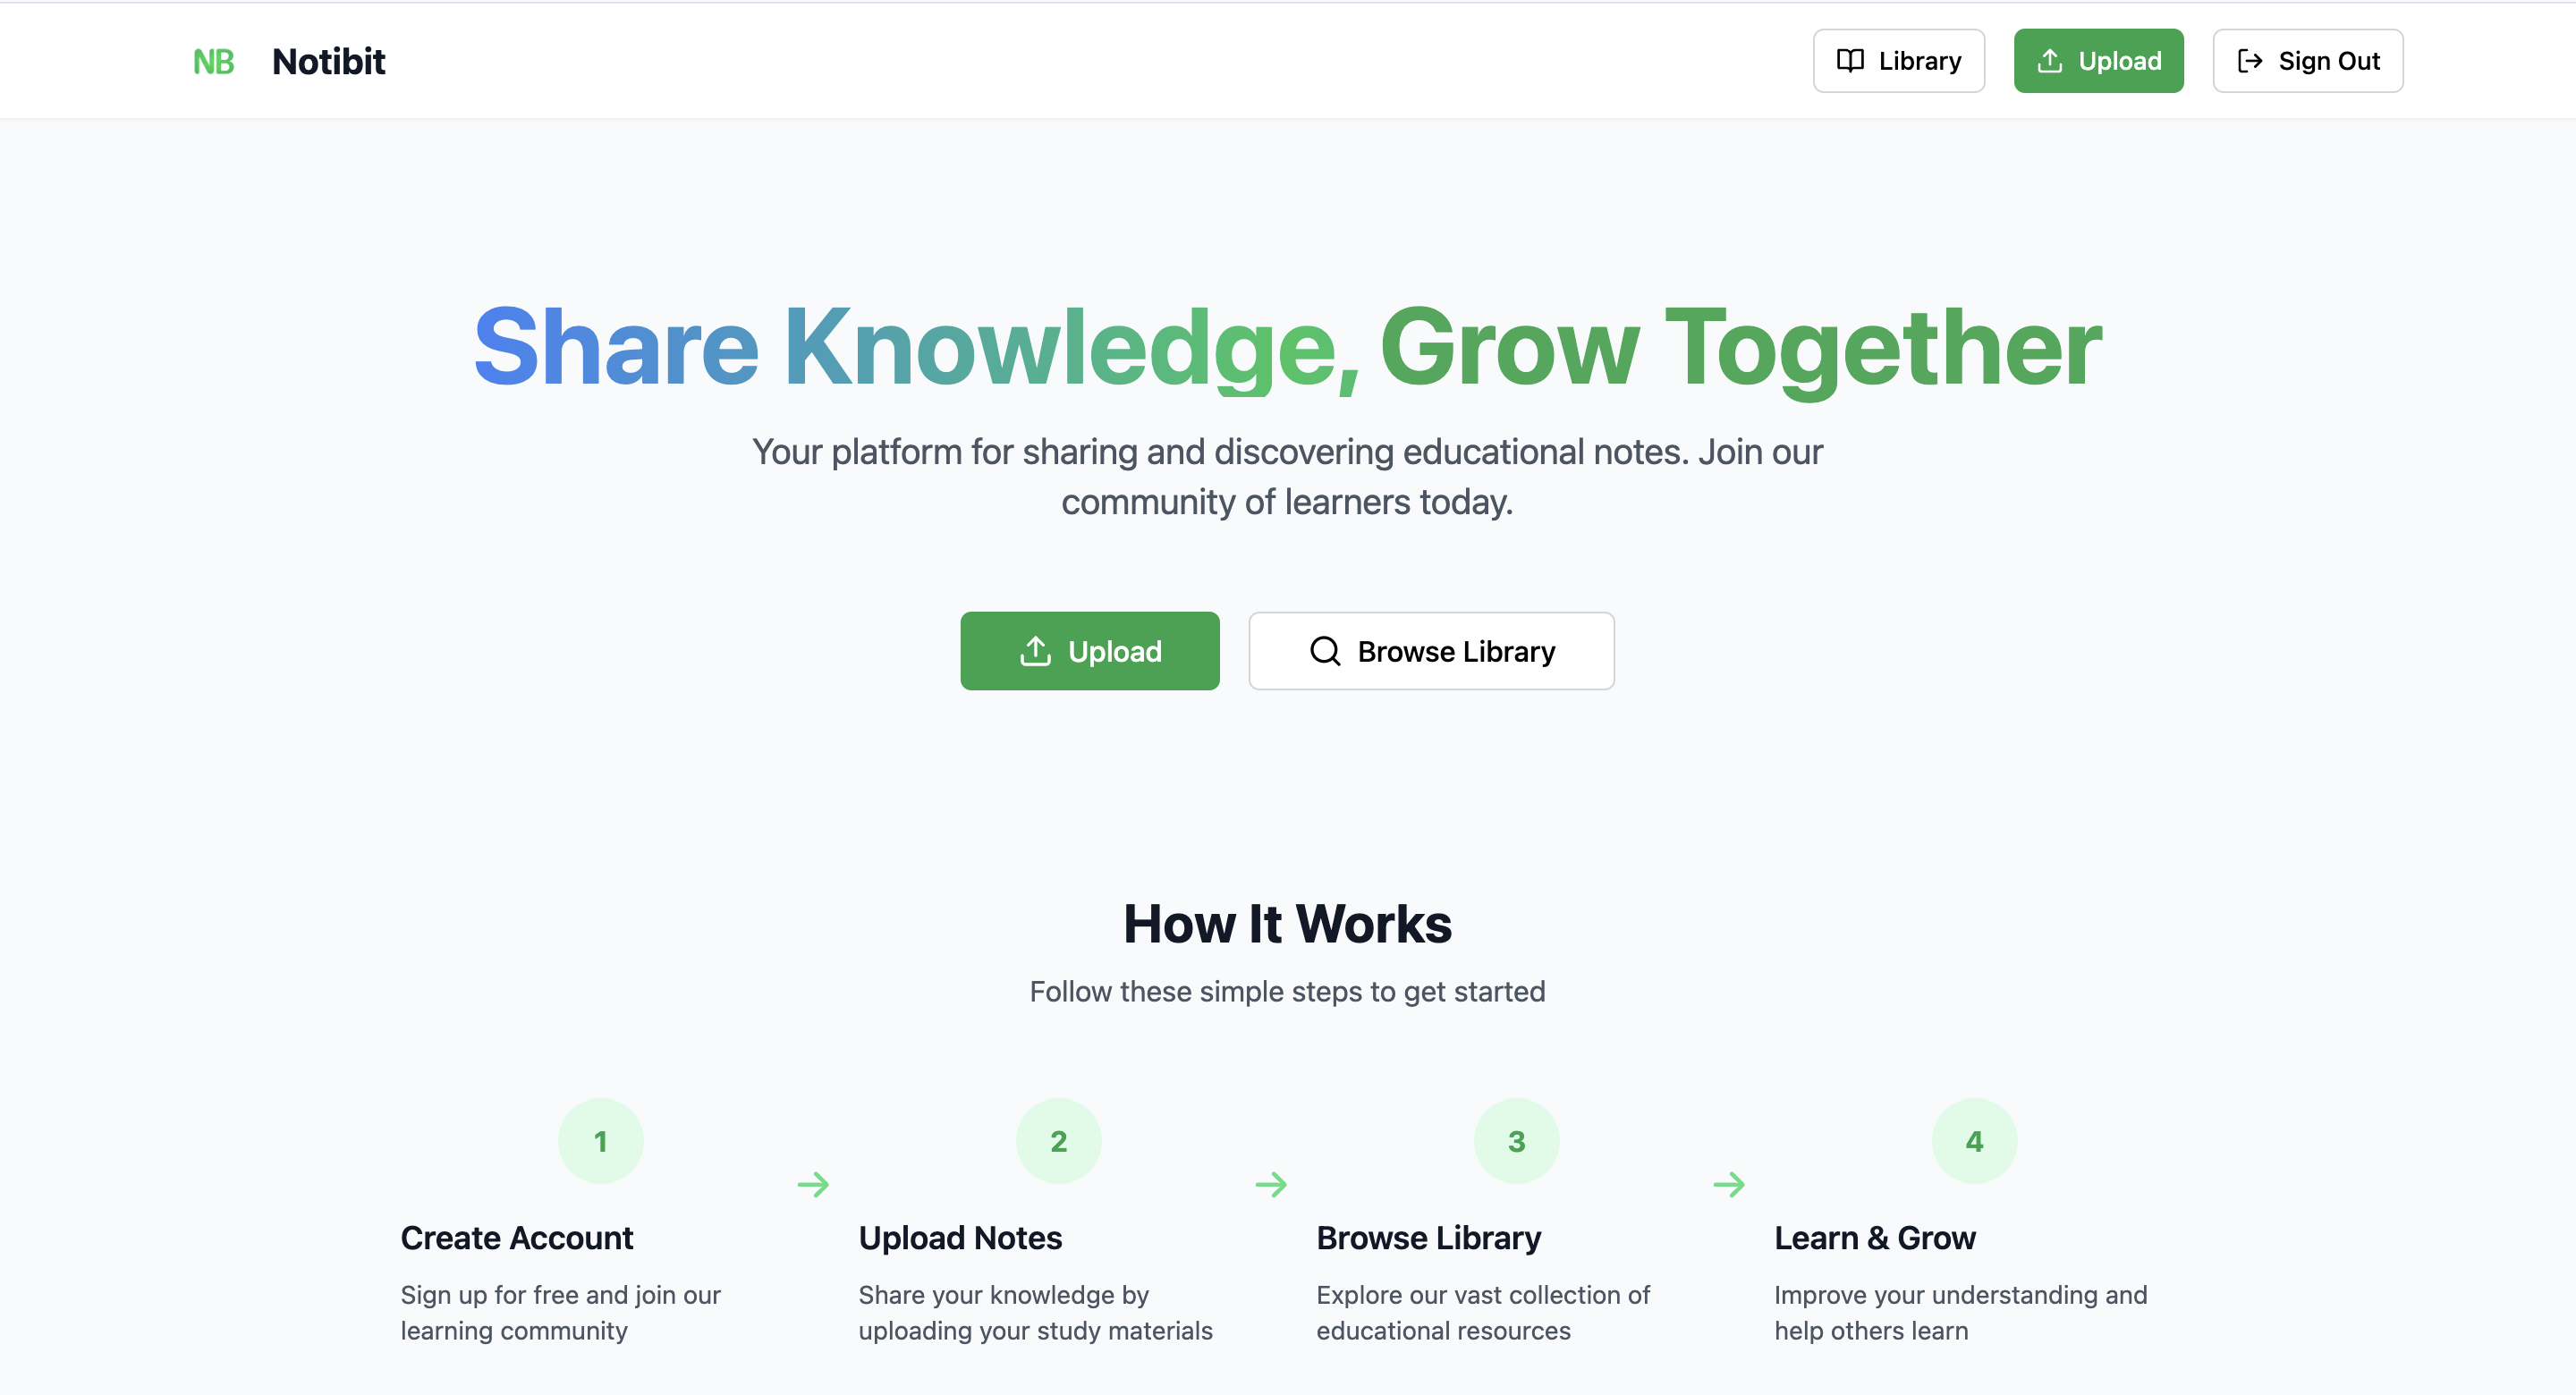 NB Notibit Library Upload Sign Out
Share Knowledge, Grow Together
Your platform for sharing and discovering educational notes. Join our
community of learners today.
Upload Browse Library
How It Works
Follow these simple steps to get started
1 2 3 4
Create Account
Sign up for free and join our
learning community
Upload Notes
Share your knowledge by
uploading your study materials
Browse Library
Explore our vast collection of
educational resources
Learn & Grow
Improve your understanding and
help others learn